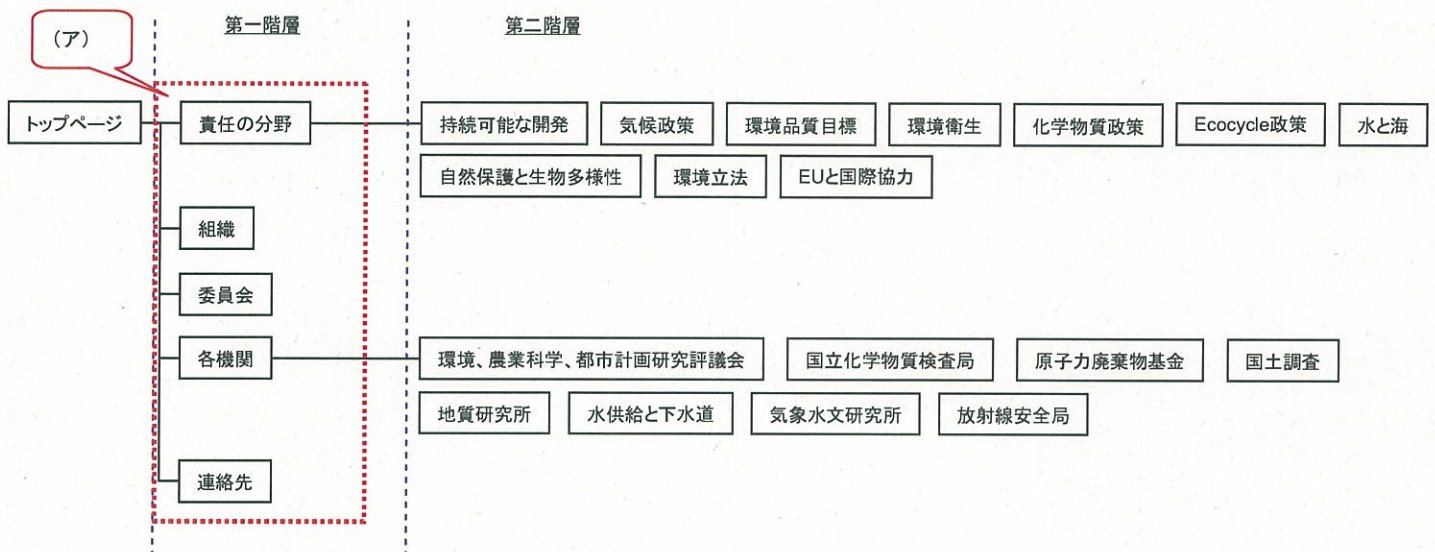 （ア）
第一階層
第二階層
トップページ
責任の分野
持続可能な開発
気候政策
環境品質目標
環境衛生
化学物質政策
Ecocycle政策
水と海
自然保護と生物多様性
環境立法
EUと国際協力
組織
委員会
各機関
環境、農業科学、都市計画研究評議会
国立化学物質検査局
原子力廃棄物基金
国土調査
地質研究所
水供給と下水道
気象水文研究所
放射線安全局
連絡先